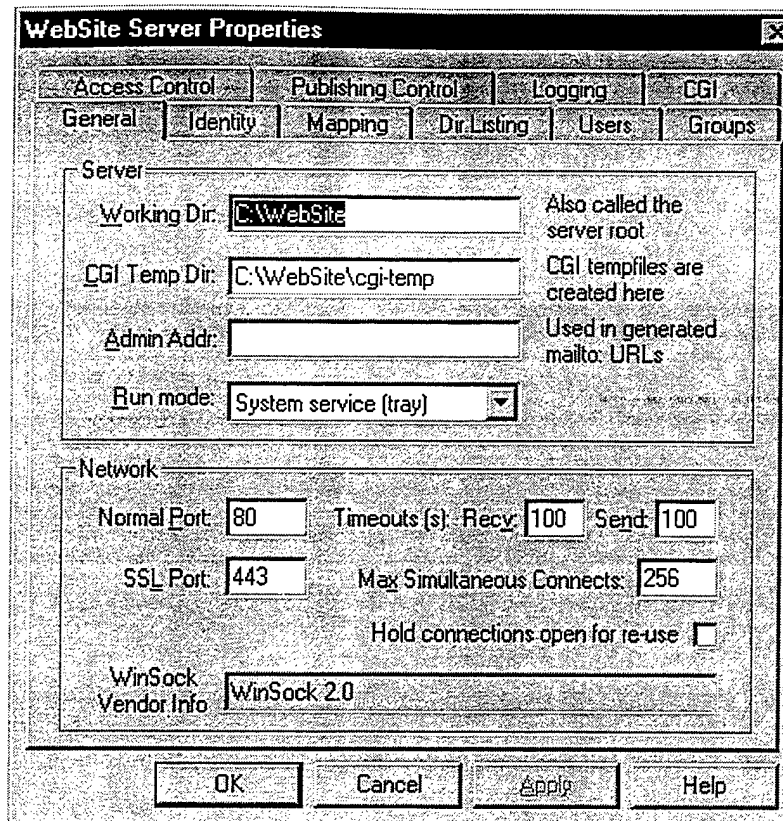 WebSite Server Properties
Access Control Publishing Control Logging CGI
General Identity Mapping Dir Listing Users Groups
Server
Working Dir: C:\WebSite Also called the
server root
CGI Temp Dir: C:\WebSite\cgi-temp CGI tempfiles are
created here
Admin Addr: Used in generated
mailto: URLs
Run mode: System service (tray)
Network
Normal Port: 80 Timeouts (s): Recv: 100 Send: 100
SSL Port: 443 Max Simultaneous Connects: 256
Hold connections open for re-use
WinSock
Vendor Info WinSock 2.0
OK Cancel Apply Help